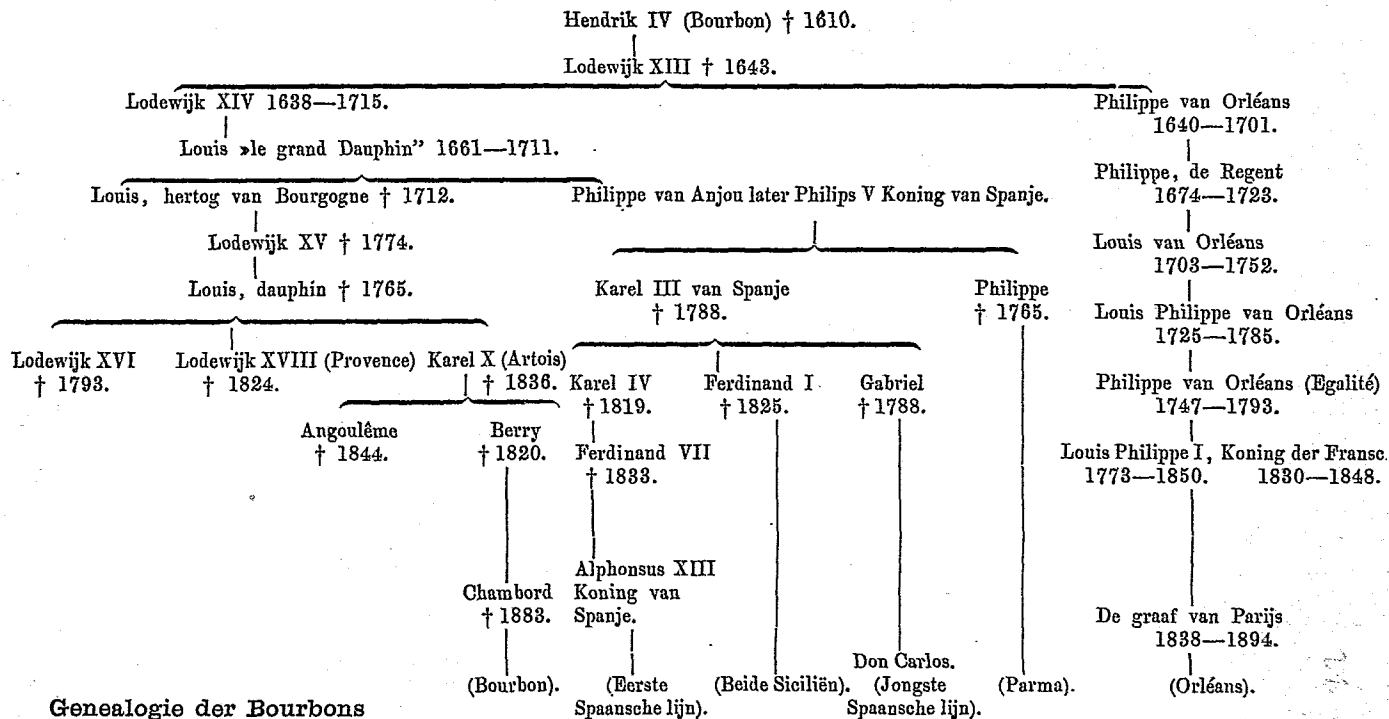 Hendrik IV (Bourbon) † 1610.
Lodewijk XIII † 1643.
Lodewijk XIV 1638—1715.
Philippe van Orléans
1640—1701.
Louis »le grand Dauphin” 1661—1711.
Philippe, de Regent
1674—1723.
Louis, hertog van Bourgogne † 1712.
Philippe van Anjou later Philips V Koning van Spanje.
Lodewijk XV † 1774.
Louis van Orléans
1703—1752.
Louis, dauphin † 1765.
Karel III van Spanje
† 1788.
Philippe
† 1765.
Louis Philippe van Orléans
1725—1785.
Lodewijk XVI
† 1793.
Lodewijk XVIII (Provence)
† 1824.
Karel X (Artois)
† 1836.
Karel IV
† 1819.
Ferdinand I
† 1825.
Gabriel
† 1788.
Philippe van Orléans (Egalité)
1747—1793.
Angoulême
† 1844.
Berry
† 1820.
Ferdinand VII
† 1833.
Louis Philippe I, Koning der Fransc.
1773—1850. 1830—1848.
Chambord
† 1883.
Alphonsus XIII
Koning van
Spanje.
De graaf van Parijs
1838—1894.
Don Carlos.
(Bourbon).
(Eerste
Spaansche lijn).
(Beide Siciliën).
(Jongste
Spaansche lijn).
(Parma).
(Orléans).
Genealogie der Bourbons